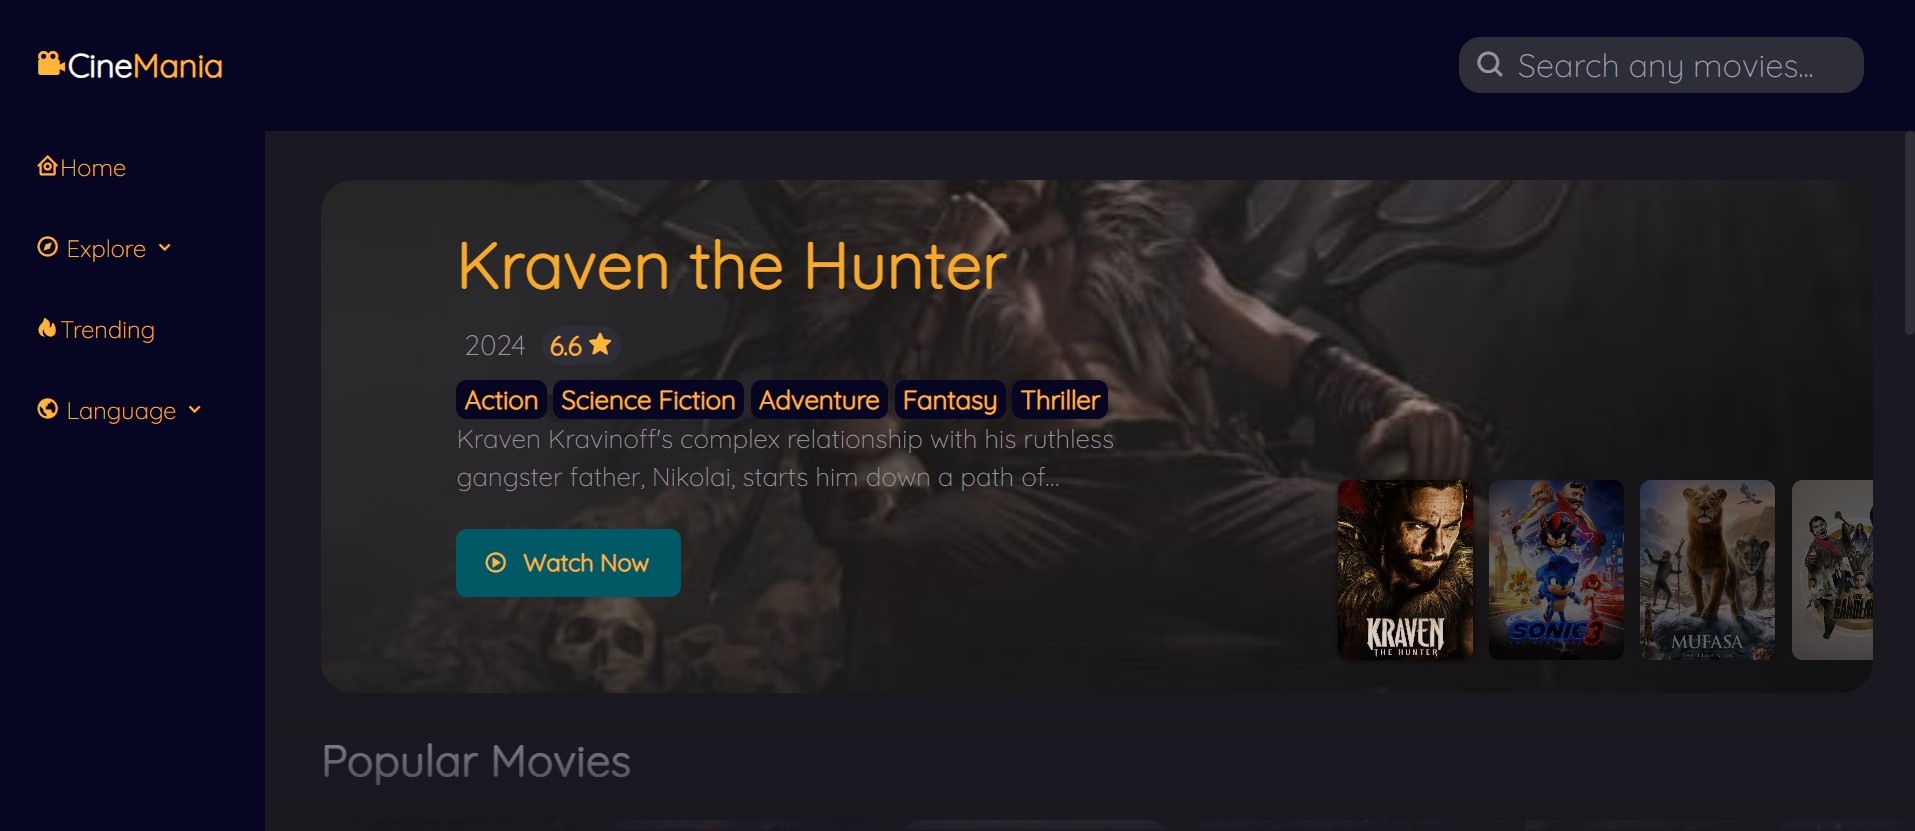 CineMania
Search any movies...
Home
Explore
Trending
Language
Kraven the Hunter
2024 6.6
Action Science Fiction Adventure Fantasy Thriller
Kraven Kravinoff's complex relationship with his ruthless
gangster father, Nikolai, starts him down a path of...
Watch Now
KRAVEN
THE HUNTER
SONIC 3
MUFASA
Popular Movies